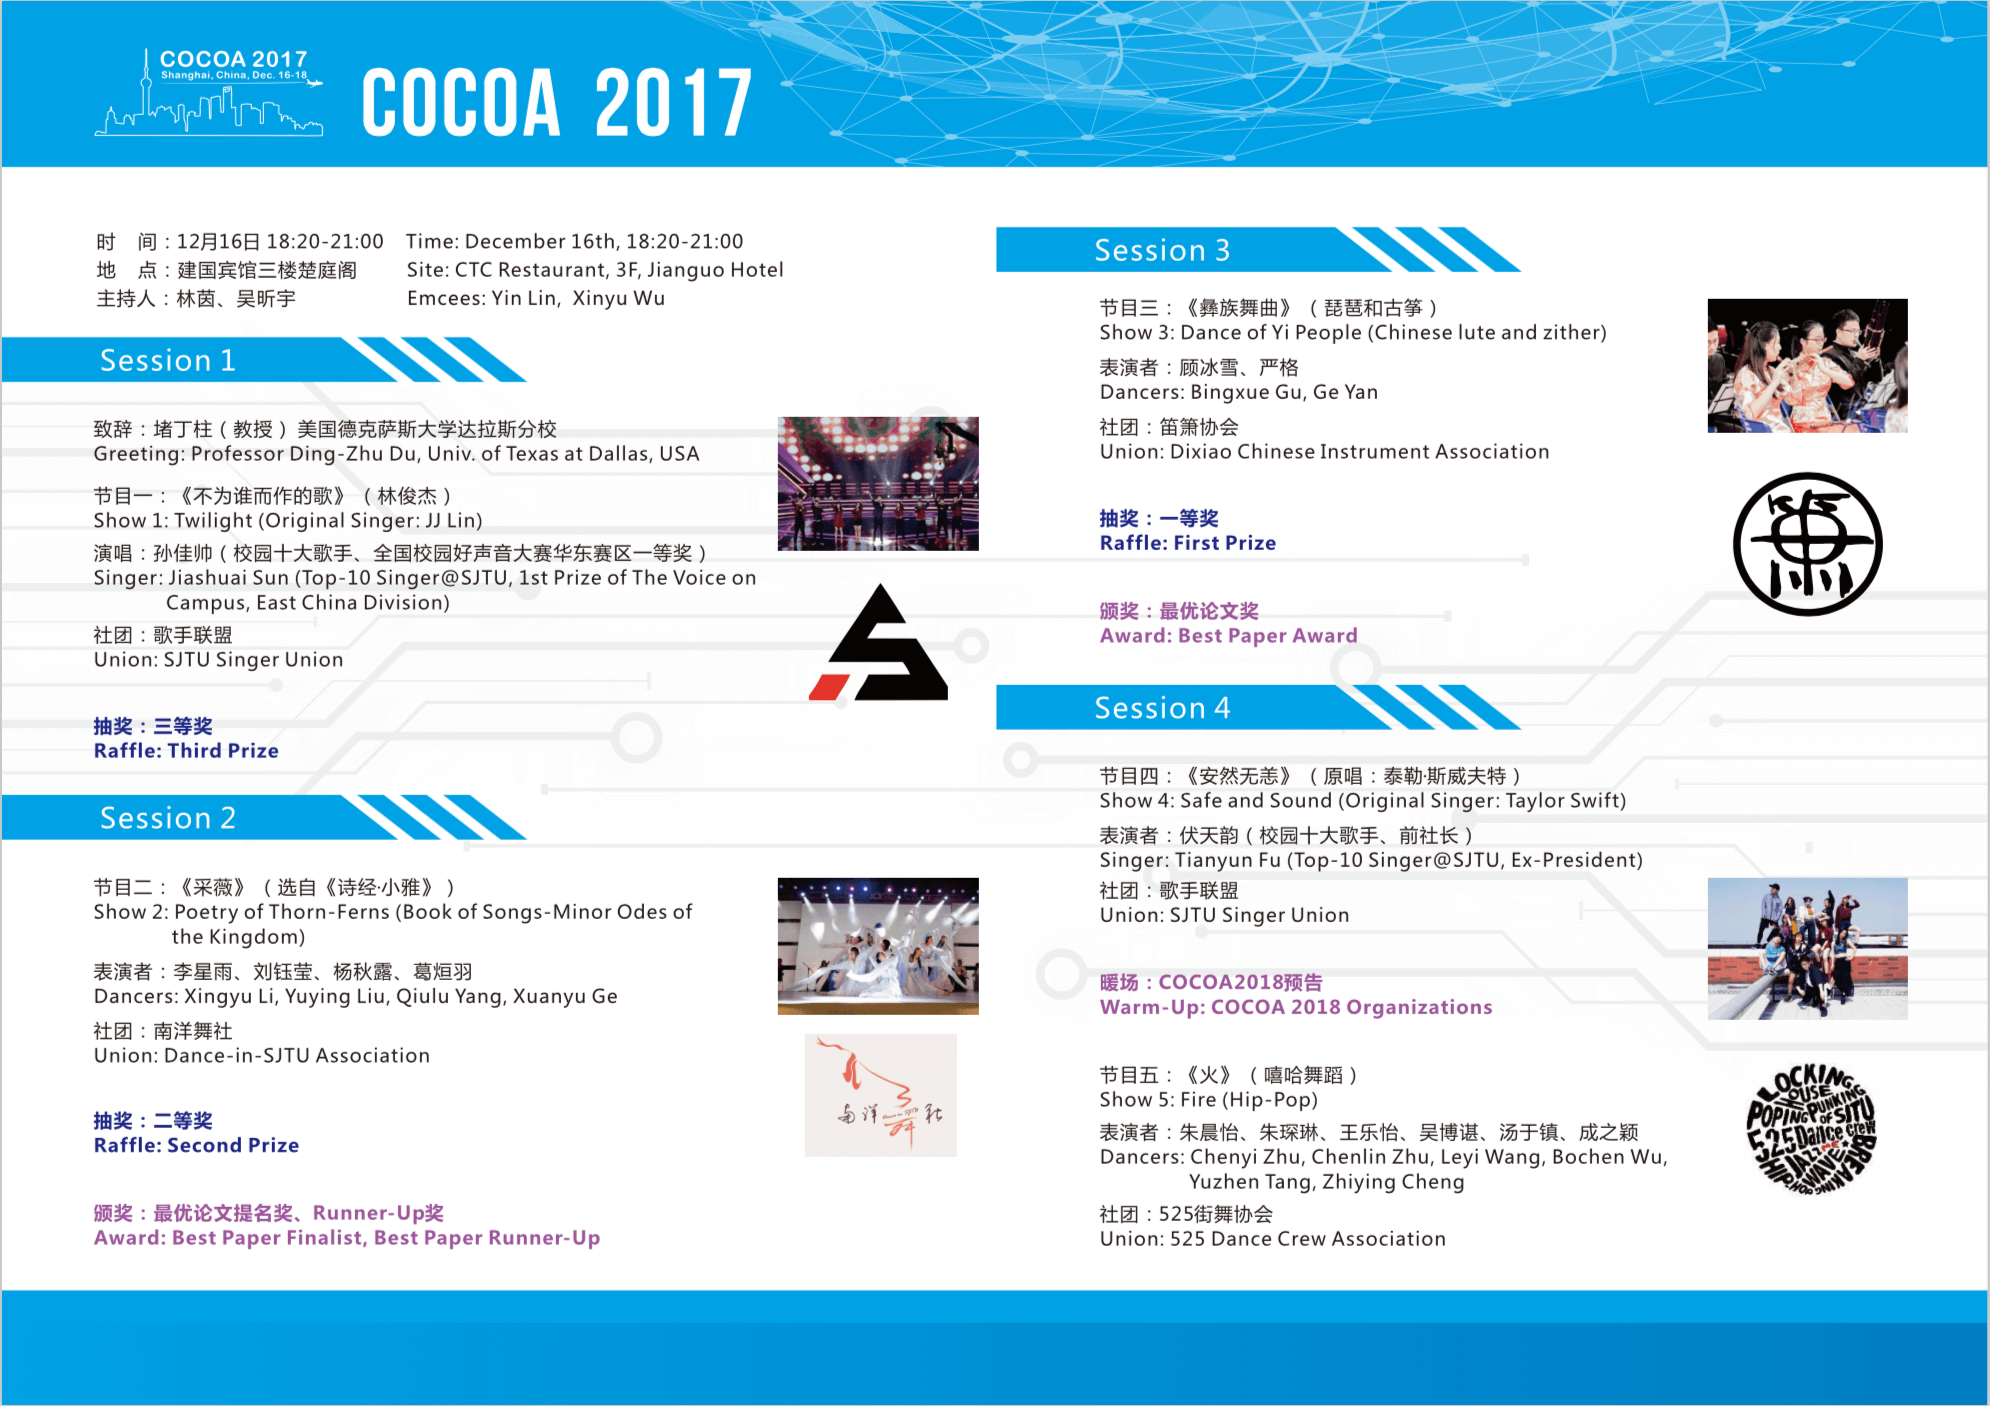 COCOA 2017
Shanghai, China, Dec. 16-18
COCOA 2017
时 间：12月16日 18:20-21:00 Time: December 16th, 18:20-21:00
地 点：建国宾馆三楼楚庭阁 Site: CTC Restaurant, 3F, Jianguo Hotel
主持人：林茵、吴昕宇 Emcees: Yin Lin, Xinyu Wu
Session 1
致辞：堵丁柱（教授）美国德克萨斯大学达拉斯分校
Greeting: Professor Ding-Zhu Du, Univ. of Texas at Dallas, USA
节目一：《不为谁而作的歌》（林俊杰）
Show 1: Twilight (Original Singer: JJ Lin)
演唱：孙佳帅（校园十大歌手、全国校园好声音大赛华东赛区一等奖）
Singer: Jiashuai Sun (Top-10 Singer@SJTU, 1st Prize of The Voice on
Campus, East China Division)
社团：歌手联盟
Union: SJTU Singer Union
抽奖：三等奖
Raffle: Third Prize
Session 2
节目二：《采薇》（选自《诗经·小雅》）
Show 2: Poetry of Thorn-Ferns (Book of Songs-Minor Odes of
the Kingdom)
表演者：李星雨、刘钰莹、杨秋露、葛烜羽
Dancers: Xingyu Li, Yuying Liu, Qiulu Yang, Xuanyu Ge
社团：南洋舞社
Union: Dance-in-SJTU Association
南洋舞社
抽奖：二等奖
Raffle: Second Prize
颁奖：最优论文提名奖、Runner-Up奖
Award: Best Paper Finalist, Best Paper Runner-Up
Session 3
节目三：《彝族舞曲》（琵琶和古筝）
Show 3: Dance of Yi People (Chinese lute and zither)
表演者：顾冰雪、严格
Dancers: Bingxue Gu, Ge Yan
社团：笛箫协会
Union: Dixiao Chinese Instrument Association
抽奖：一等奖
Raffle: First Prize
颁奖：最优论文奖
Award: Best Paper Award
Session 4
节目四：《安然无恙》（原唱：泰勒·斯威夫特）
Show 4: Safe and Sound (Original Singer: Taylor Swift)
表演者：伏天韵（校园十大歌手、前社长）
Singer: Tianyun Fu (Top-10 Singer@SJTU, Ex-President)
社团：歌手联盟
Union: SJTU Singer Union
暖场：COCOA2018预告
Warm-Up: COCOA 2018 Organizations
节目五：《火》（嘻哈舞蹈）
Show 5: Fire (Hip-Pop)
表演者：朱晨怡、朱琛琳、王乐怡、吴博谌、汤于镇、成之颖
Dancers: Chenyi Zhu, Chenlin Zhu, Leyi Wang, Bochen Wu,
Yuzhen Tang, Zhiying Cheng
社团：525街舞协会
Union: 525 Dance Crew Association
LOCKING
HOUSE
POPING PUNKING
OF SJTU
525 Dance crew
JAZZ ME
WAVE
BREAKING